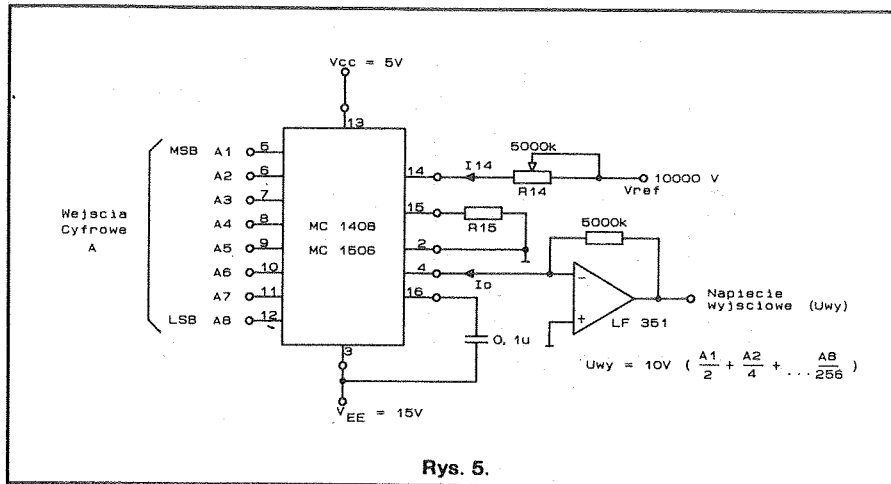 Vcc = 5V
13
MSB A1 5
A2 6
A3 7
A4 8
A5 9
A6 10
A7 11
LSB A8 12
Wejscia
Cyfrowe
A
MC 1408
MC 1506
14
I14
5000k
R14
10000 V
Vref
15
R15
2
4
Io
16
0,1u
5000k
-
+
LF 351
Napiecie
wyjsciowe (Uwy)
Uwy = 10V ( A1/2 + A2/4 + ... A8/256 )
3
VEE = 15V
Rys. 5.